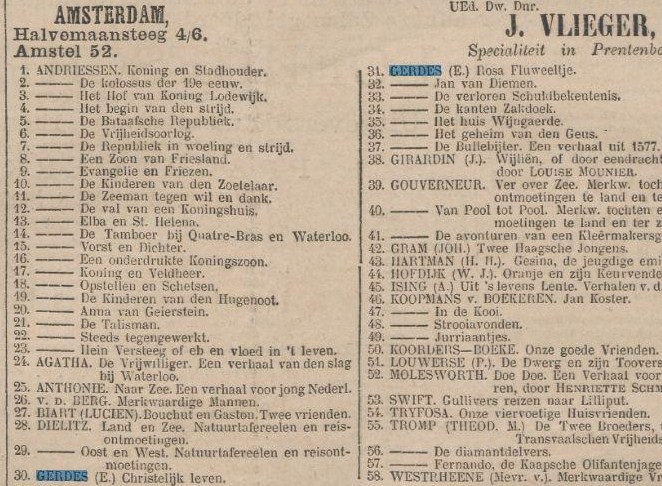 AMSTERDAM,
Halvemaansteeg 4/6.
Amstel 52.
1. ANDRIESSEN. Koning en Stadhouder.
2. —— De kolossus der 19e eeuw.
3. —— Het Hof van Koning Lodewijk.
4. —— Het begin van den strijd.
5. —— De Bataafsche Republiek.
6. —— De Vrijheidsoorlog.
7. —— De Republiek in woeling en strijd.
8. —— Een Zoon van Friesland.
9. —— Evangelie en Friezen.
10. —— De Kinderen van den Zoetelaar.
11. —— De Zeeman tegen wil en dank.
12. —— De val van een Koningshuis.
13. —— Elba en St. Helena.
14. —— De Tamboer bij Quatre-Bras en Waterloo.
15. —— Vorst en Dichter.
16. —— Een onderdrukte Koningszoon.
17. —— Koning en Veldheer.
18. —— Opstellen en Schetsen.
19. —— De Kinderen van den Hugenoot.
20. —— Anna van Geierstein.
21. —— De Talisman.
22. —— Steeds tegengewerkt.
23. —— Hein Versteeg of eb en vloed in 't leven.
24. AGATHA. De Vrijwilliger. Een verhaal van den slag
bij Waterloo.
25. ANTHONIE. Naar Zee. Een verhaal voor jong Nederl.
26. v. D. BERG. Merkwaardige Mannen.
27. BIART (LUCIEN). Bouchut en Gaston. Twee vrienden.
28. DIELITZ. Land en Zee. Natuurtafereelen en reis-
ontmoetingen.
29. —— Oost en West. Natuurtafereelen en reisont-
moetingen.
30. GERDES (E.) Christelijk leven.
UEd. Dw. Dnr.
J. VLIEGER,
Specialiteit in Prentenbo
31. GERDES (E.) Rosa Fluweeltje.
32. —— Jan van Diemen.
33. —— De verloren Schuldbekentenis.
34. —— De kanten Zakdoek.
35. —— Het huis Wijngaerde.
36. —— Het geheim van den Geus.
37. —— De Bullebijter. Een verhaal uit 1577.
38. GIRARDIN (J.). Wijliën, of door eendracht
door LOUISE MOUNIER.
39. GOUVERNEUR. Ver over Zee. Merkw. toch
ontmoetingen te land en te
40. —— Van Pool tot Pool. Merkw. tochten e
moetingen te land en ter z
41. —— De avonturen van een Kleêrmakersg
42. GRAM (JOH.) Twee Haagsche Jongens.
43. HARTMAN (H. H.). Gesina, de jeugdige emi
44. HOFDIJK (W. J.). Oranje en zijn Keurvende
45. ISING (A.) Uit 's levens Lente. Verhalen v. d.
46. KOOPMANS v. BOEKEREN. Jan Koster.
47. —— In de Kooi.
48. —— Strooiavonden.
49. —— Jurriaantjes.
50. KOORDERS—BOEKE. Onze goede Vrienden.
51. LOUWERSE (P.). De Dwerg en zijn Toovers
52. MOLESWORTH. Doe Doe. Een Verhaal voor
ren, door HENRIETTE SCHM
53. SWIFT. Gullivers reizen naar Lilliput.
54. TRYFOSA. Onze viervoetige Huisvrienden.
55. TROMP (THEOD. M.) De Twee Broeders,
Transvaalschen Vrijheids
56. —— De diamantdelvers.
57. —— Fernando, de Kaapsche Olifantenjage
58. WESTRHEENE (Mevr. v.). Merkwaardige Vr